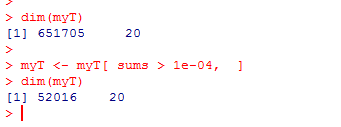 >
> dim(myT)
[1] 651705     20
>
> myT <- myT[ sums > 1e-04,  ]
> dim(myT)
[1] 52016    20
>